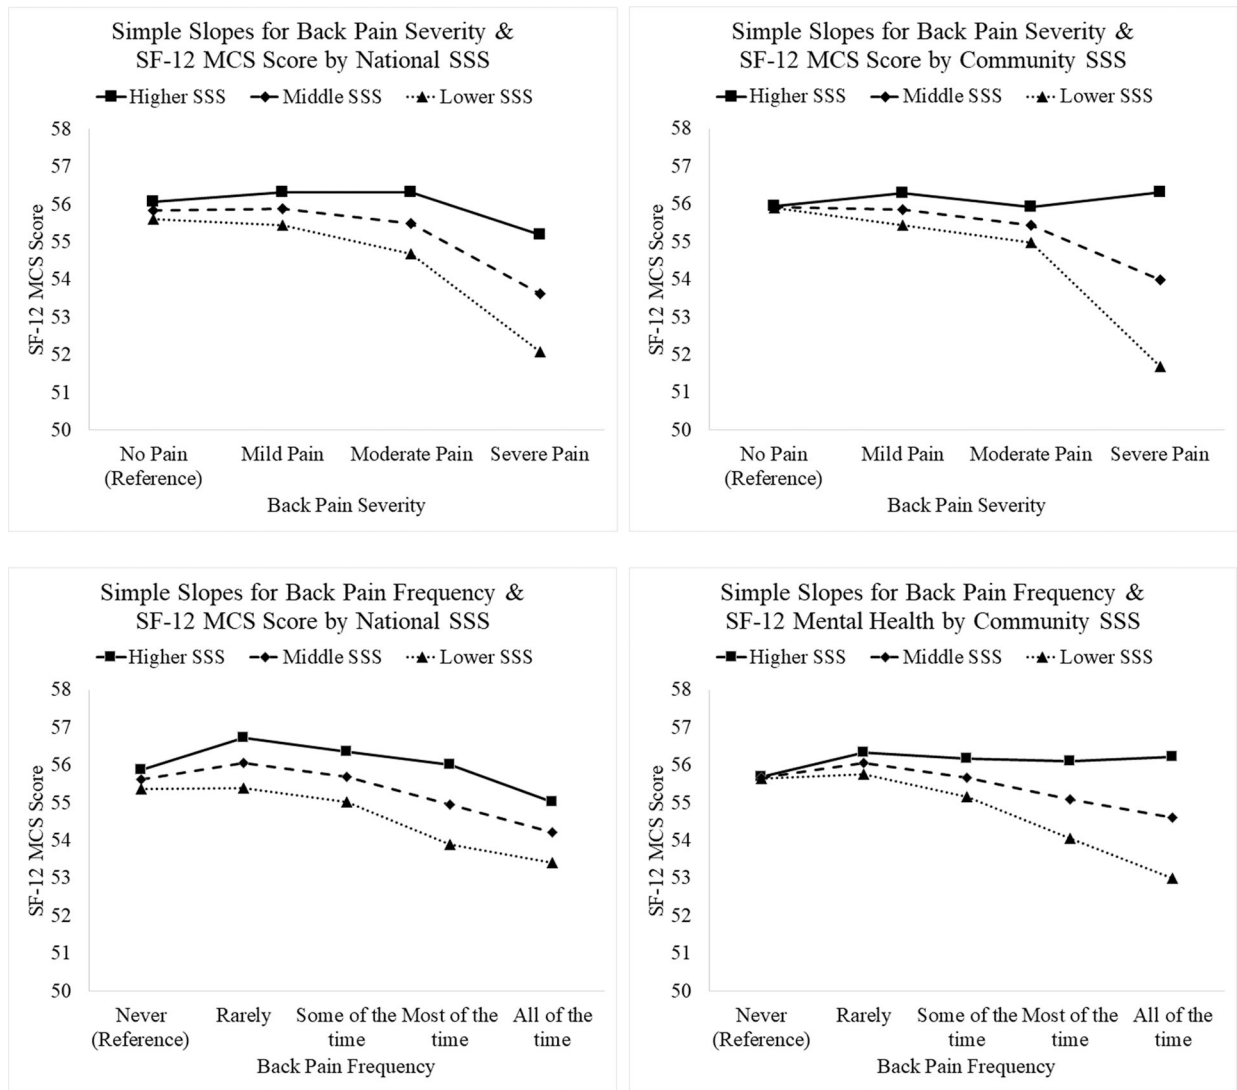 Simple Slopes for Back Pain Severity &
SF-12 MCS Score by National SSS
Higher SSS Middle SSS Lower SSS
58
57
56
55
54
53
52
51
50
SF-12 MCS Score
No Pain Mild Pain Moderate Pain Severe Pain
(Reference)
Back Pain Severity
Simple Slopes for Back Pain Severity &
SF-12 MCS Score by Community SSS
Higher SSS Middle SSS Lower SSS
58
57
56
55
54
53
52
51
50
SF-12 MCS Score
No Pain Mild Pain Moderate Pain Severe Pain
(Reference)
Back Pain Severity
Simple Slopes for Back Pain Frequency &
SF-12 MCS Score by National SSS
Higher SSS Middle SSS Lower SSS
58
57
56
55
54
53
52
51
50
SF-12 MCS Score
Never Rarely Some of the Most of the All of the
(Reference) time time time
Back Pain Frequency
Simple Slopes for Back Pain Frequency &
SF-12 Mental Health by Community SSS
Higher SSS Middle SSS Lower SSS
58
57
56
55
54
53
52
51
50
SF-12 MCS Score
Never Rarely Some of the Most of the All of the
(Reference) time time time
Back Pain Frequency